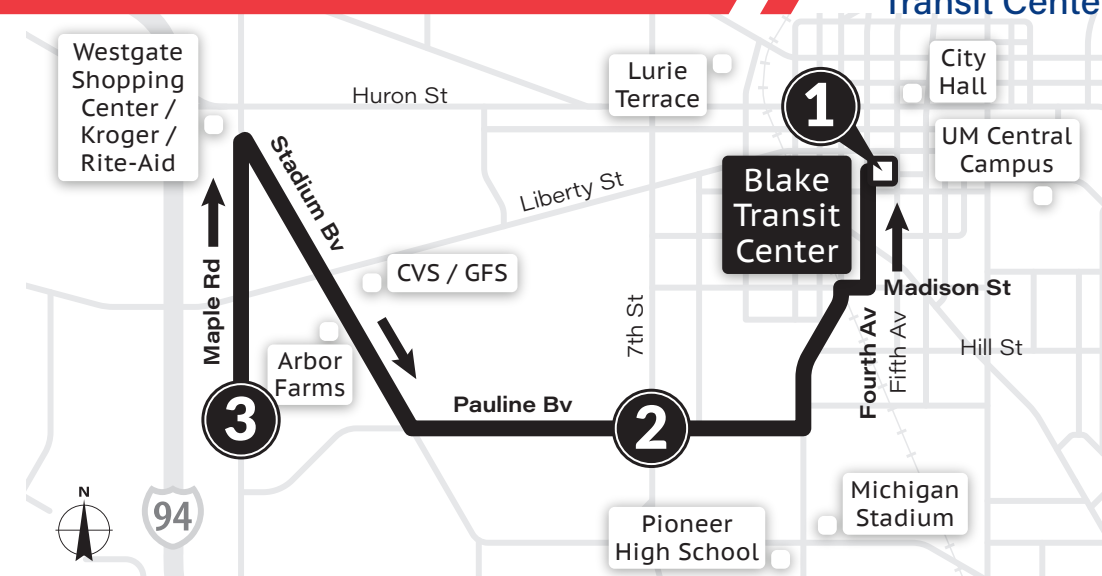 Westgate
Shopping
Center /
Kroger /
Rite-Aid
Huron St
Lurie
Terrace
1
City
Hall
UM Central
Campus
Stadium Bv
Liberty St
Blake
Transit
Center
Maple Rd
CVS / GFS
Madison St
7th St
Fourth Av
Fifth Av
Hill St
Arbor
Farms
3
Pauline Bv
2
N
94
Pioneer
High School
Michigan
Stadium